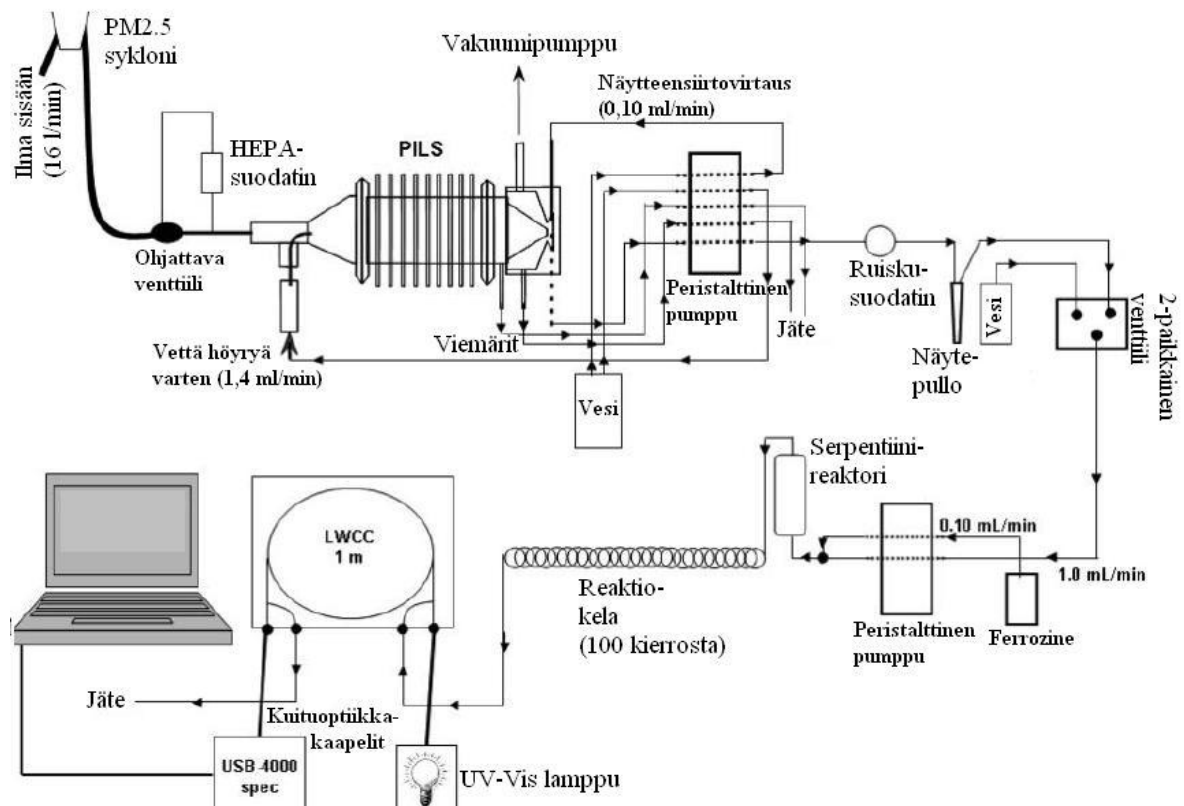 PM2.5
sykloni
Ilma sisään
(16 l/min)
HEPA-
suodatin
Ohjattava
venttiili
Vettä höyryä
varten (1,4 ml/min)
PILS
Vakuumipumppu
Näytteensiirtovirtaus
(0,10 ml/min)
Viemärit
Vesi
Peristalttinen
pumppu
Jäte
Ruisku-
suodatin
Näyte-
pullo
Vesi
2-paikkainen
venttiili
Serpentiini-
reaktori
0.10 mL/min
1.0 mL/min
Peristalttinen
pumppu
Ferrozine
Reaktio-
kela
(100 kierrosta)
LWCC
1 m
Jäte
Kuituoptiikka-
kaapelit
USB-4000
spec
UV-Vis lamppu